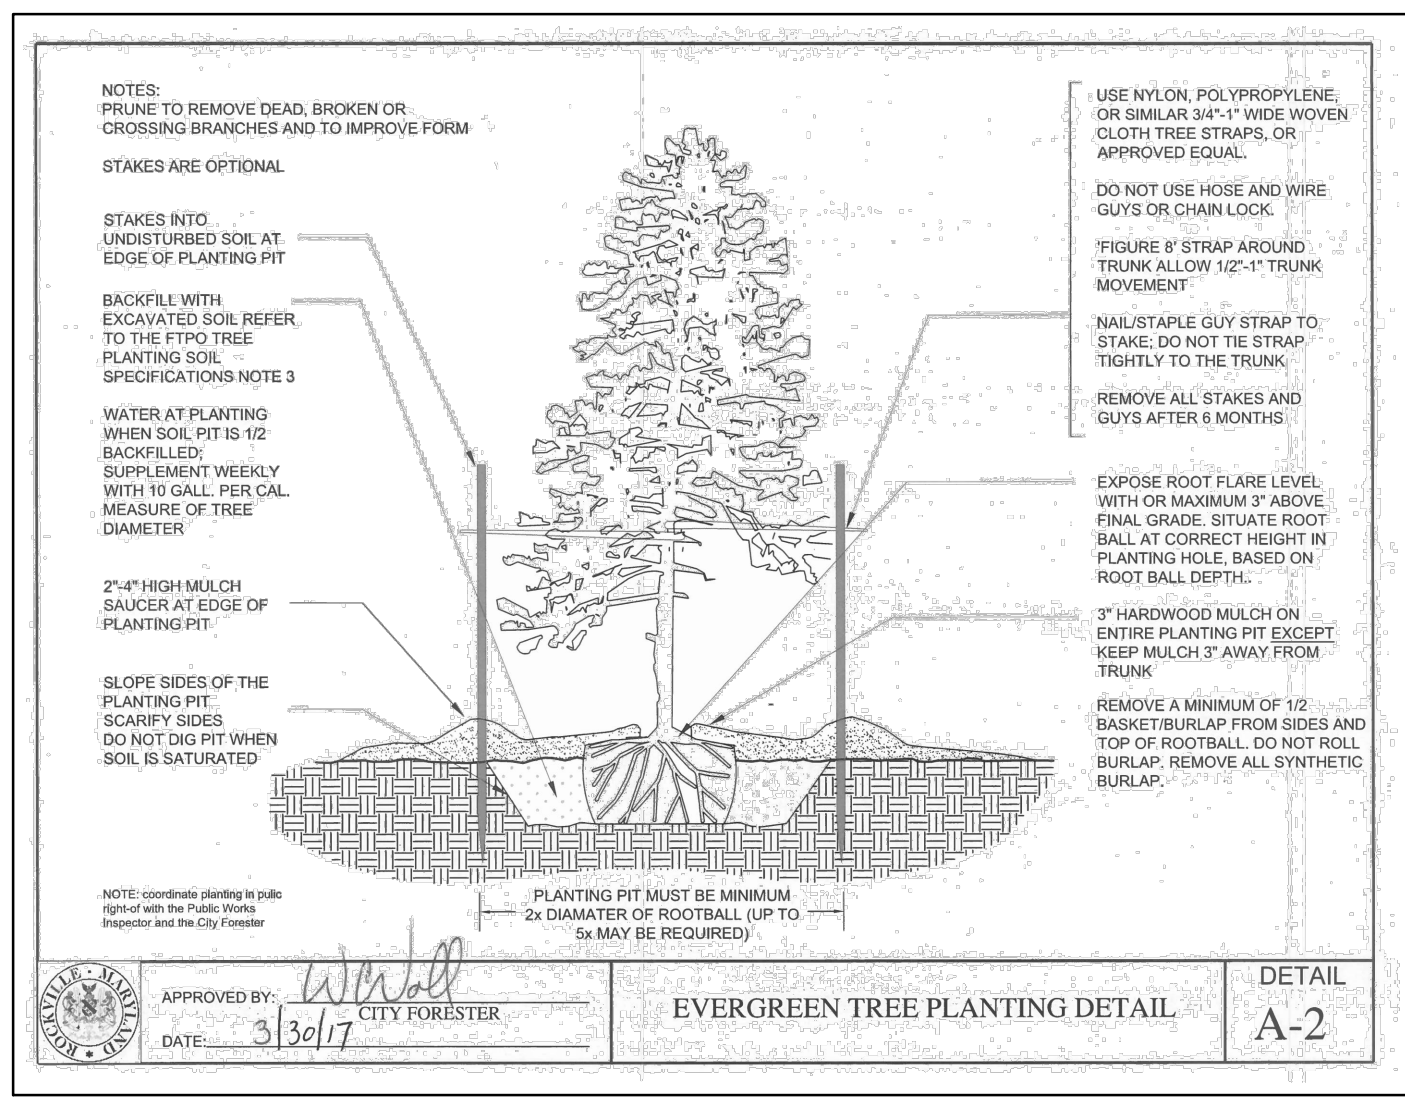 NOTES:
PRUNE TO REMOVE DEAD, BROKEN OR
CROSSING BRANCHES AND TO IMPROVE FORM
STAKES ARE OPTIONAL
STAKES INTO
UNDISTURBED SOIL AT
EDGE OF PLANTING PIT
BACKFILL WITH
EXCAVATED SOIL REFER
TO THE FTPO TREE
PLANTING SOIL
SPECIFICATIONS NOTE 3
WATER AT PLANTING
WHEN SOIL PIT IS 1/2
BACKFILLED;
SUPPLEMENT WEEKLY
WITH 10 GALL. PER CAL.
MEASURE OF TREE
DIAMETER
2"-4" HIGH MULCH
SAUCER AT EDGE OF
PLANTING PIT
SLOPE SIDES OF THE
PLANTING PIT
SCARIFY SIDES
DO NOT DIG PIT WHEN
SOIL IS SATURATED
NOTE: coordinate planting in pulic
right-of with the Public Works
Inspector and the City Forester
USE NYLON, POLYPROPYLENE,
OR SIMILAR 3/4"-1" WIDE WOVEN
CLOTH TREE STRAPS, OR
APPROVED EQUAL.
DO NOT USE HOSE AND WIRE
GUYS OR CHAIN LOCK.
'FIGURE 8' STRAP AROUND
TRUNK ALLOW 1/2"-1" TRUNK
MOVEMENT
NAIL/STAPLE GUY STRAP TO
STAKE; DO NOT TIE STRAP
TIGHTLY TO THE TRUNK
REMOVE ALL STAKES AND
GUYS AFTER 6 MONTHS
EXPOSE ROOT FLARE LEVEL
WITH OR MAXIMUM 3" ABOVE
FINAL GRADE. SITUATE ROOT
BALL AT CORRECT HEIGHT IN
PLANTING HOLE, BASED ON
ROOT BALL DEPTH..
3" HARDWOOD MULCH ON
ENTIRE PLANTING PIT EXCEPT
KEEP MULCH 3" AWAY FROM
TRUNK
REMOVE A MINIMUM OF 1/2
BASKET/BURLAP FROM SIDES AND
TOP OF ROOTBALL. DO NOT ROLL
BURLAP. REMOVE ALL SYNTHETIC
BURLAP.
PLANTING PIT MUST BE MINIMUM
2x DIAMATER OF ROOTBALL (UP TO
5x MAY BE REQUIRED)
ROCKVILLE • MARYLAND
APPROVED BY:
CITY FORESTER
DATE: 3/30/17
EVERGREEN TREE PLANTING DETAIL
DETAIL
A-2